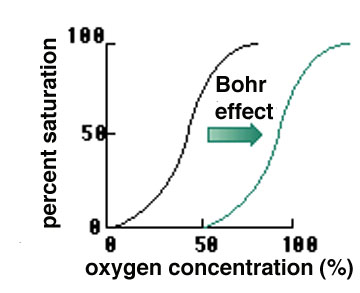 percent saturation
100
Bohr
effect
50
0
0 50 100
oxygen concentration (%)